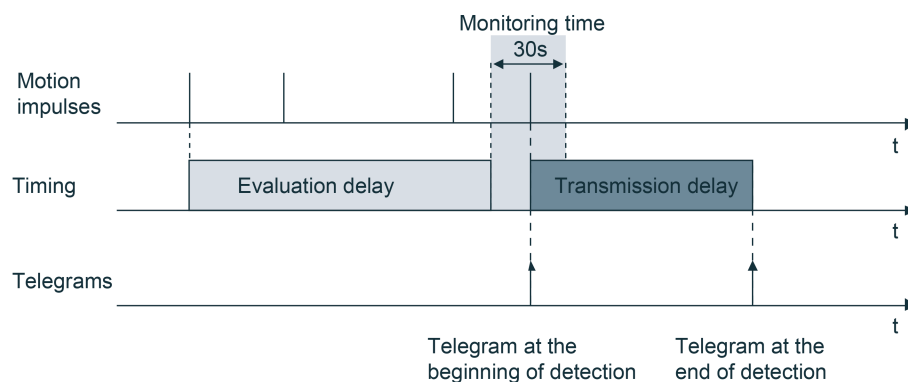 Monitoring time
30s
Motion
impulses
t
Timing
Evaluation delay
Transmission delay
t
Telegrams
t
Telegram at the
beginning of detection
Telegram at the
end of detection